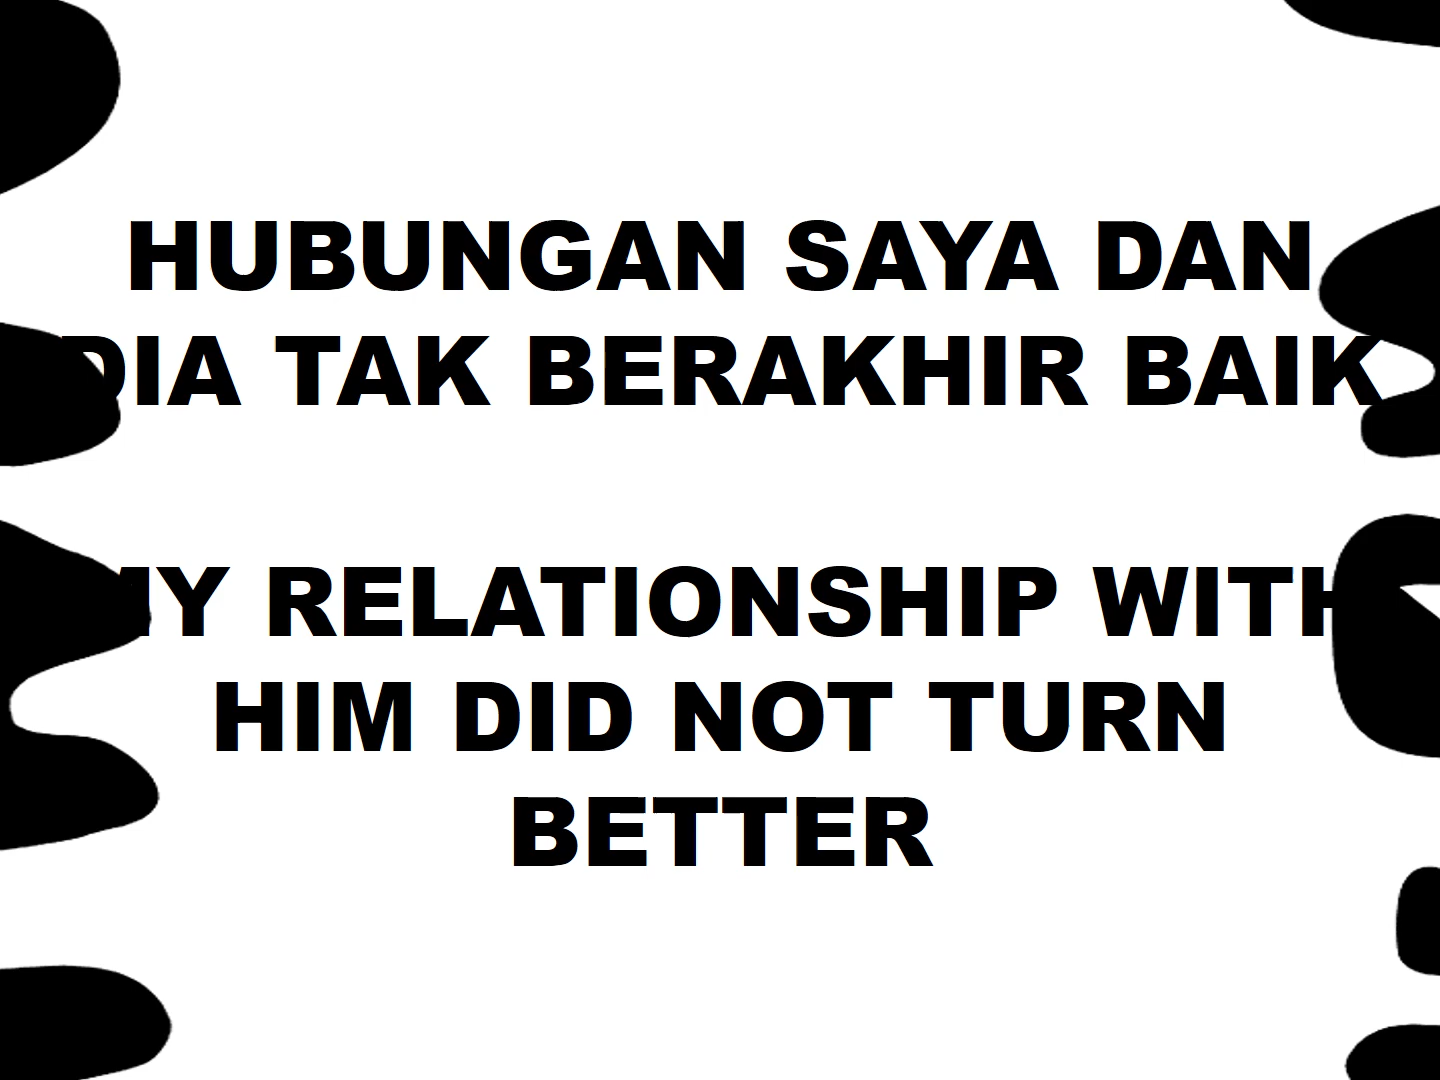 HUBUNGAN SAYA DAN
DIA TAK BERAKHIR BAIK
MY RELATIONSHIP WITH
HIM DID NOT TURN
BETTER